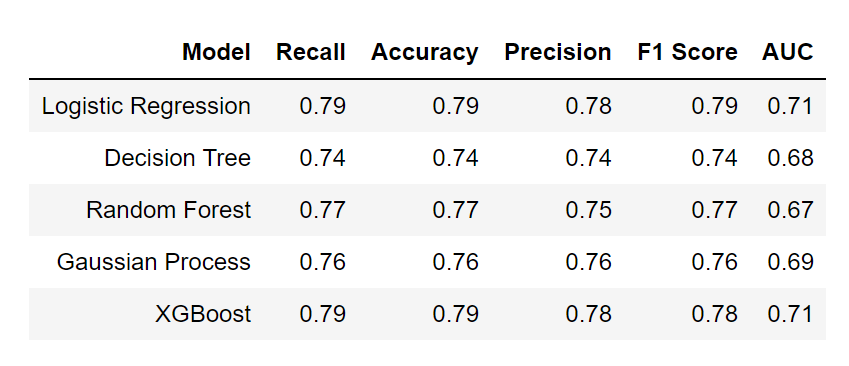 Model Recall Accuracy Precision F1 Score AUC
Logistic Regression 0.79 0.79 0.78 0.79 0.71
Decision Tree 0.74 0.74 0.74 0.74 0.68
Random Forest 0.77 0.77 0.75 0.77 0.67
Gaussian Process 0.76 0.76 0.76 0.76 0.69
XGBoost 0.79 0.79 0.78 0.78 0.71